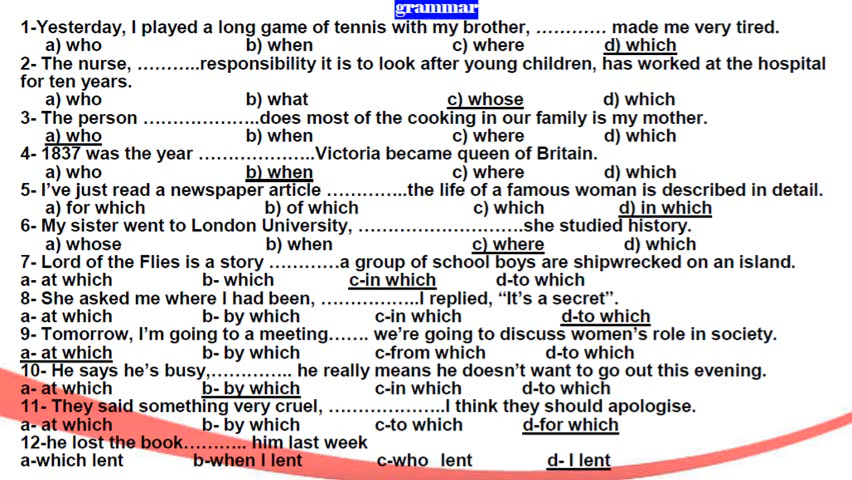 grammar
1-Yesterday, I played a long game of tennis with my brother, ………… made me very tired.
a) who b) when c) where d) which
2- The nurse, ………..responsibility it is to look after young children, has worked at the hospital
for ten years.
a) who b) what c) whose d) which
3- The person ………………..does most of the cooking in our family is my mother.
a) who b) when c) where d) which
4- 1837 was the year ………………..Victoria became queen of Britain.
a) who b) when c) where d) which
5- I’ve just read a newspaper article …………..the life of a famous woman is described in detail.
a) for which b) of which c) which d) in which
6- My sister went to London University, ……………………….she studied history.
a) whose b) when c) where d) which
7- Lord of the Flies is a story …………a group of school boys are shipwrecked on an island.
a- at which b- which c-in which d-to which
8- She asked me where I had been, ……………..I replied, “It’s a secret”.
a- at which b- by which c-in which d-to which
9- Tomorrow, I’m going to a meeting……. we’re going to discuss women’s role in society.
a- at which b- by which c-from which d-to which
10- He says he’s busy,………….. he really means he doesn’t want to go out this evening.
a- at which b- by which c-in which d-to which
11- They said something very cruel, ………………..I think they should apologise.
a- at which b- by which c-to which d-for which
12-he lost the book……….. him last week
a-which lent b-when I lent c-who lent d- I lent